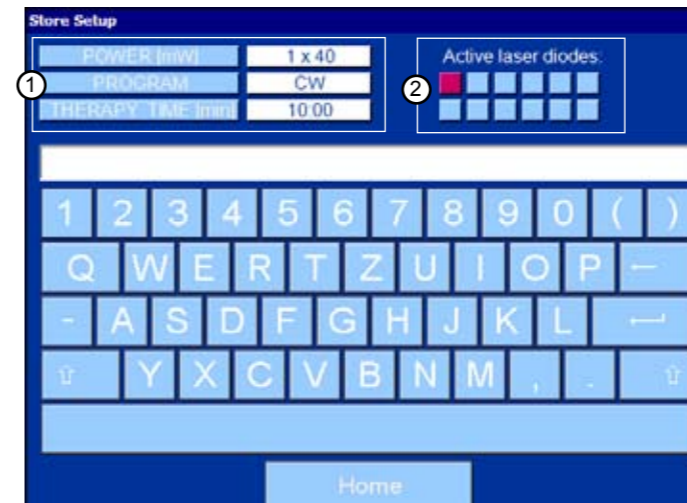 Store Setup
POWER [mW] 1 x 40
PROGRAM CW
THERAPY TIME [min] 10:00
1
Active laser diodes:
2
1 2 3 4 5 6 7 8 9 0 ( )
Q W E R T Z U I O P ←
- A S D F G H J K L ↵
⇧ Y X C V B N M , . ⇧
Home